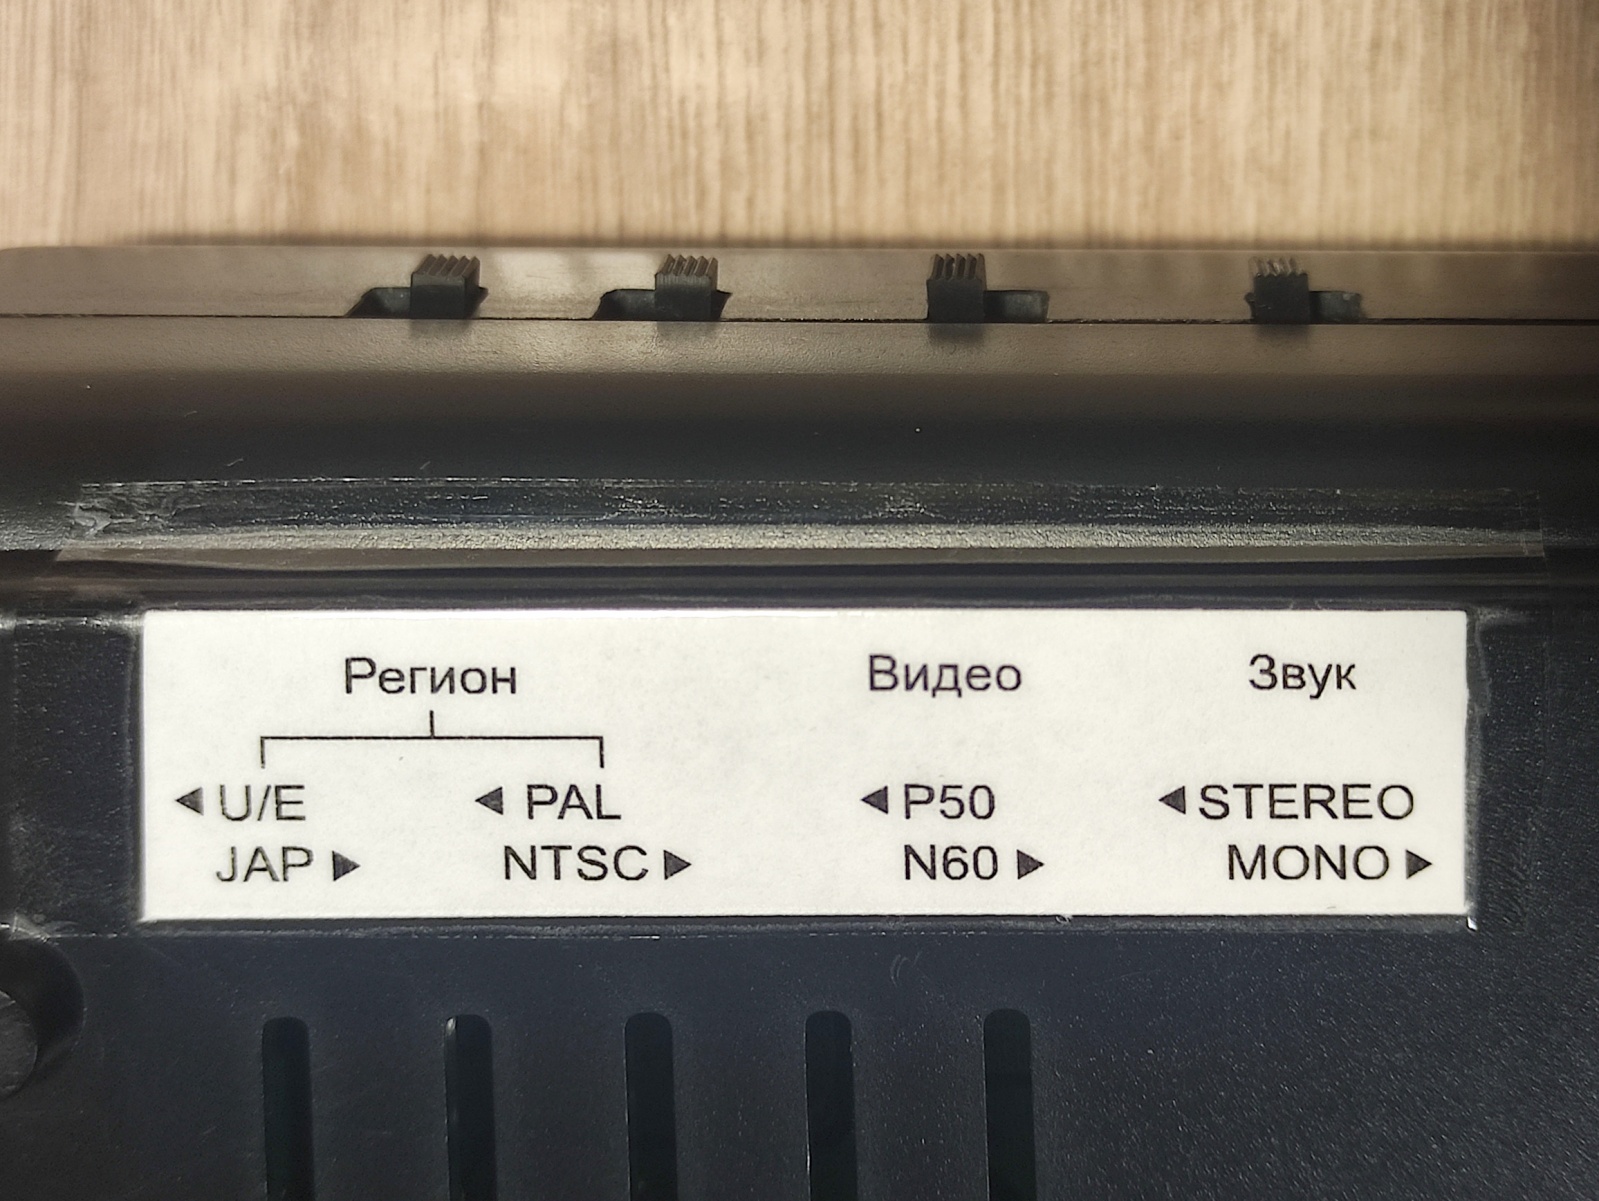 Регион Видео Звук
◄ U/E ◄ PAL ◄ P50 ◄ STEREO
JAP ► NTSC ► N60 ► MONO ►